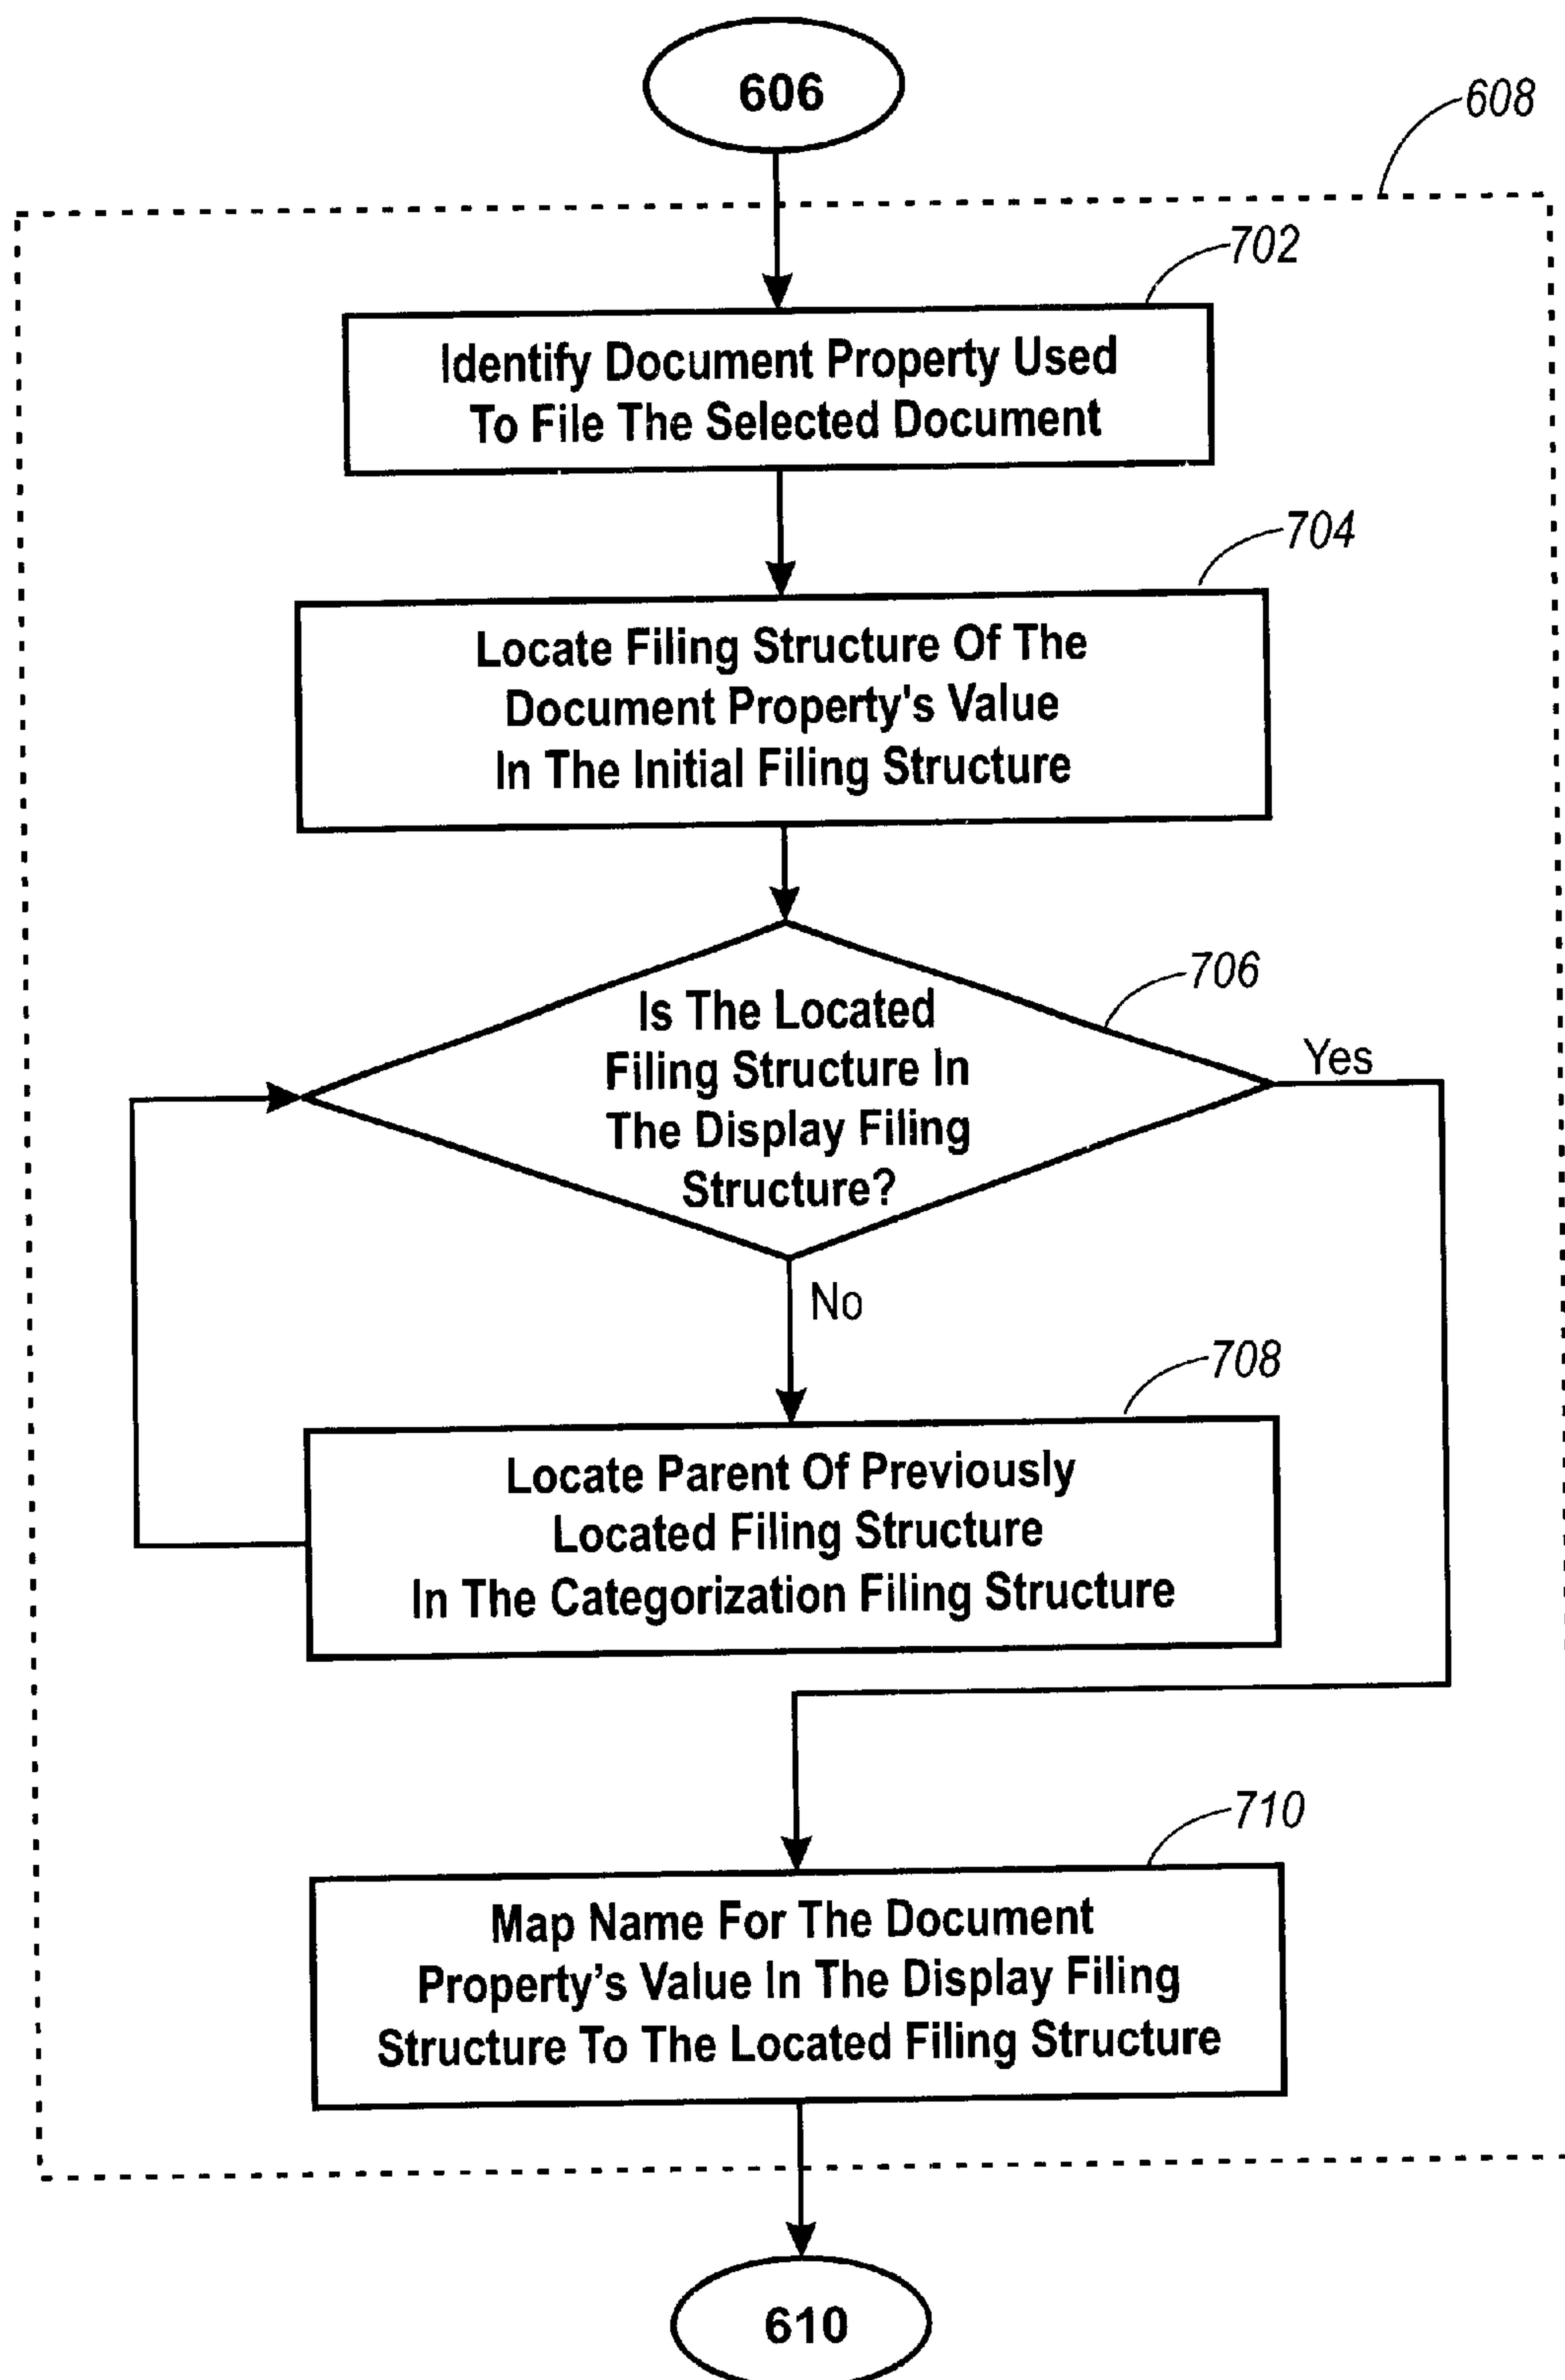 606
608
702
Identify Document Property Used
To File The Selected Document
704
Locate Filing Structure Of The
Document Property's Value
In The Initial Filing Structure
706
Is The Located
Filing Structure In
The Display Filing
Structure?
Yes
No
708
Locate Parent Of Previously
Located Filing Structure
In The Categorization Filing Structure
710
Map Name For The Document
Property’s Value In The Display Filing
Structure To The Located Filing Structure
610